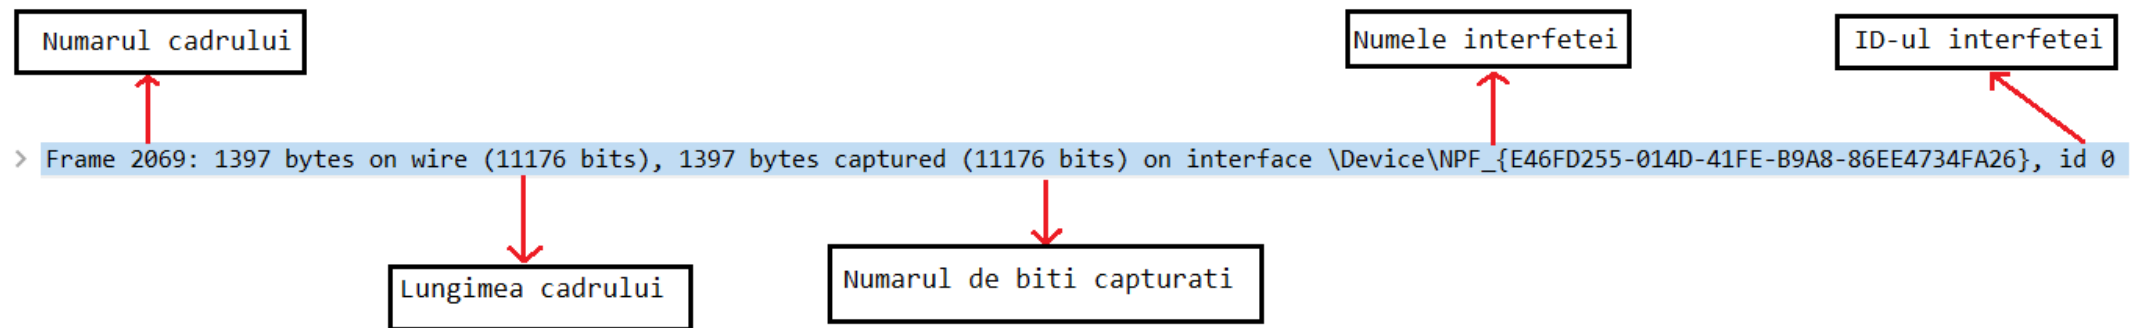 Numarul cadrului
Numele interfetei
ID-ul interfetei
> Frame 2069: 1397 bytes on wire (11176 bits), 1397 bytes captured (11176 bits) on interface \Device\NPF_{E46FD255-014D-41FE-B9A8-86EE4734FA26}, id 0
Lungimea cadrului
Numarul de biti capturati